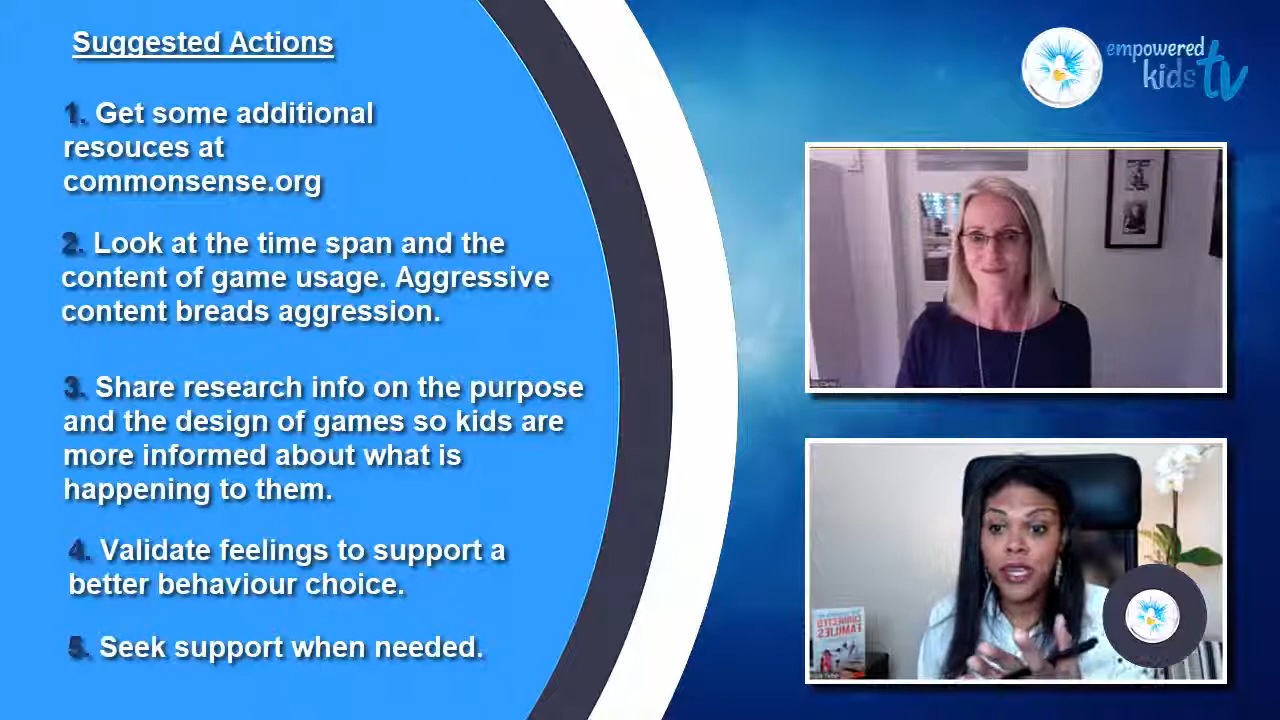 Suggested Actions
1. Get some additional
resouces at
commonsense.org
2. Look at the time span and the
content of game usage. Aggressive
content breads aggression.
3. Share research info on the purpose
and the design of games so kids are
more informed about what is
happening to them.
4. Validate feelings to support a
better behaviour choice.
5. Seek support when needed.
empowered
kids tv
CONNECTED
FAMILIES